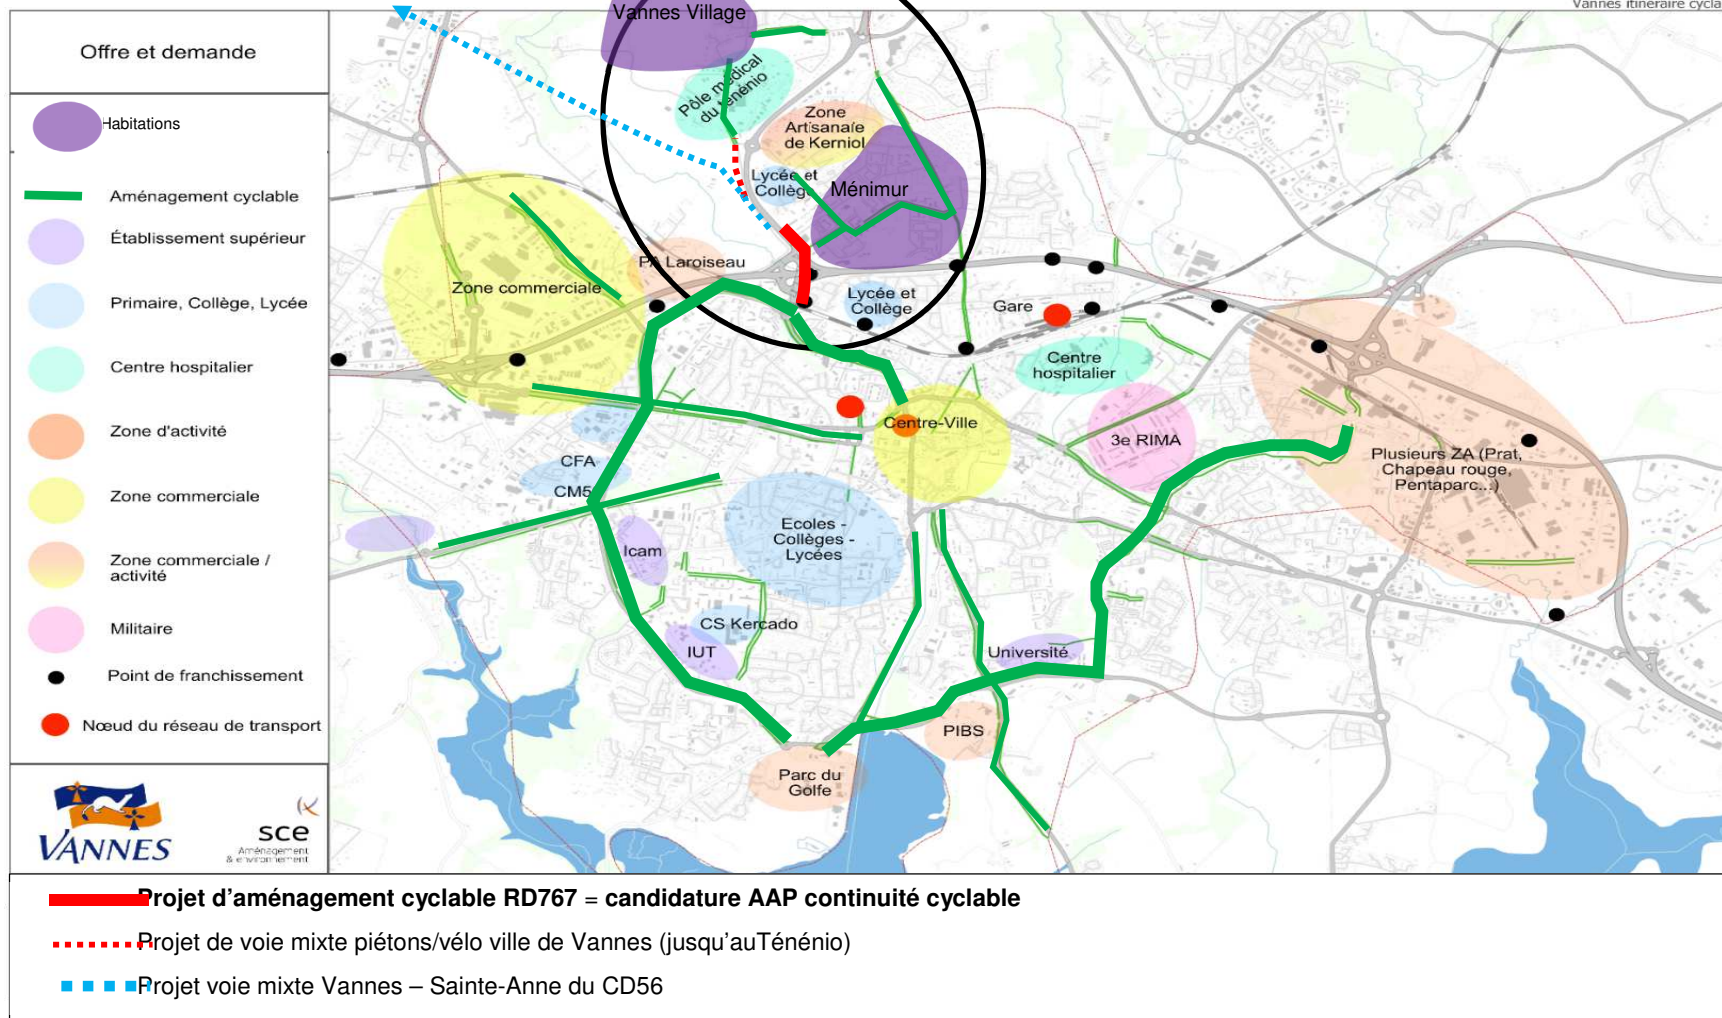 Vannes itinéraire cycla
Offre et demande
Habitations
Aménagement cyclable
Établissement supérieur
Primaire, Collège, Lycée
Centre hospitalier
Zone d'activité
Zone commerciale
Zone commerciale /
activité
Militaire
Point de franchissement
Nœud du réseau de transport
VANNES
sce
Aménagement
& environnement
Vannes Village
Pôle médical
du Ténénio
Zone
Artisanale
de Kerniol
Lycée et
Collège
Ménimur
PA Laroiseau
Zone commerciale
Lycée et
Collège
Gare
Centre
hospitalier
Centre-Ville
3e RIMA
Plusieurs ZA (Prat,
Chapeau rouge,
Pentaparc...)
CFA
CM5
Ecoles -
Collèges -
Lycées
Icam
CS Kercado
IUT
Université
PIBS
Parc du
Golfe
Projet d'aménagement cyclable RD767 = candidature AAP continuité cyclable
Projet de voie mixte piétons/vélo ville de Vannes (jusqu'auTénénio)
Projet voie mixte Vannes – Sainte-Anne du CD56